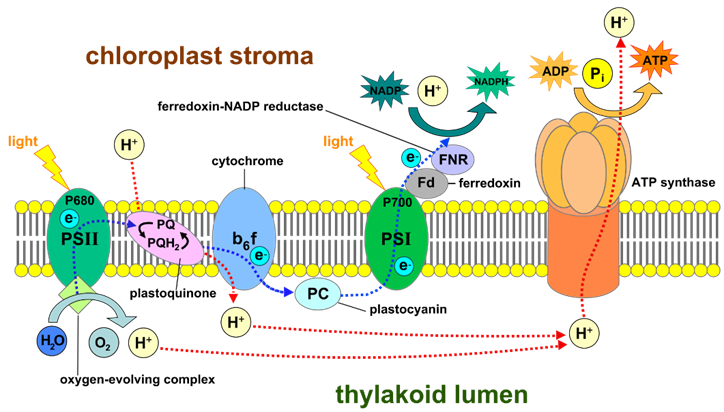 chloroplast stroma
H⁺
ADP
Pᵢ
ATP
NADP
H⁺
NADPH
ferredoxin-NADP reductase
light
H⁺
cytochrome
light
e⁻
FNR
Fd
ferredoxin
ATP synthase
P680
e⁻
PSII
PQ
PQH₂
b₆f
e⁻
P700
PSI
e⁻
plastoquinone
PC
plastocyanin
H₂O
O₂
H⁺
H⁺
H⁺
oxygen-evolving complex
thylakoid lumen